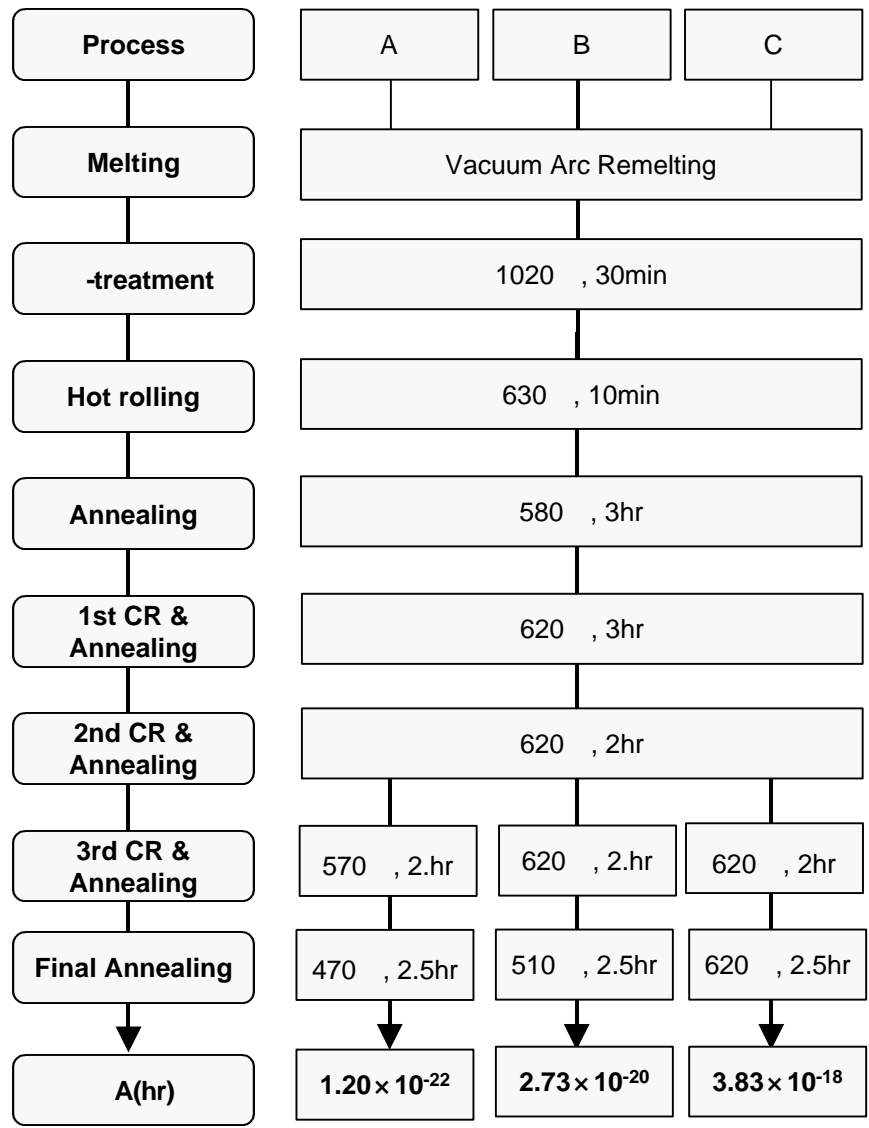 Process
A
B
C
Melting
Vacuum Arc Remelting
-treatment
1020 , 30min
Hot rolling
630 , 10min
Annealing
580 , 3hr
1st CR &
Annealing
620 , 3hr
2nd CR &
Annealing
620 , 2hr
3rd CR &
Annealing
570 , 2.hr
620 , 2.hr
620 , 2hr
Final Annealing
470 , 2.5hr
510 , 2.5hr
620 , 2.5hr
A(hr)
1.20×10⁻²²
2.73×10⁻²⁰
3.83×10⁻¹⁸